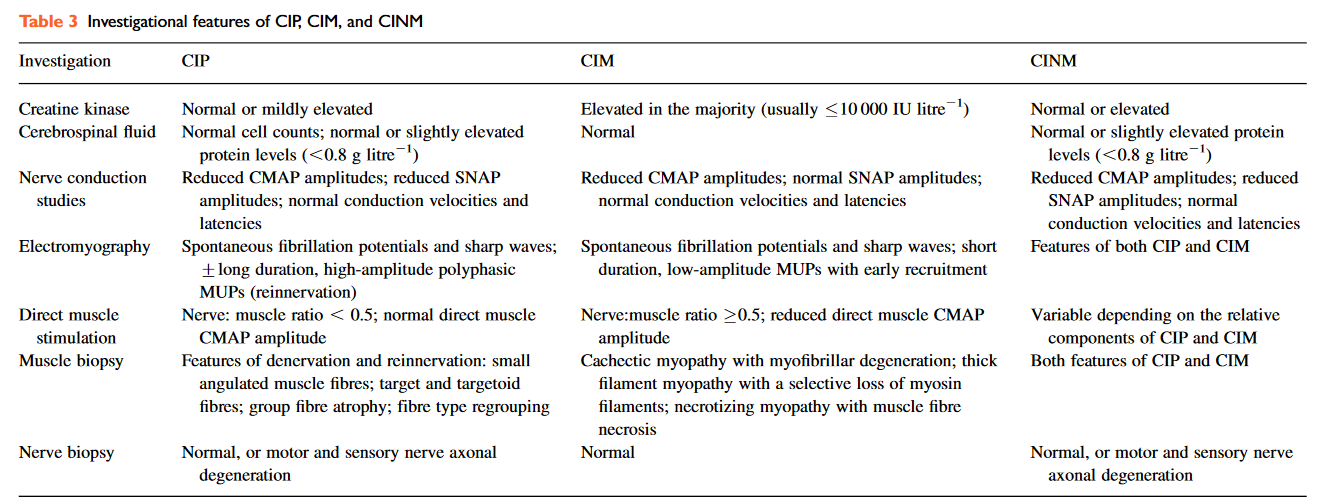 Table 3 Investigational features of CIP, CIM, and CINM
Investigation CIP CIM CINM
Creatine kinase Normal or mildly elevated Elevated in the majority (usually ≤10 000 IU litre−1) Normal or elevated
Cerebrospinal fluid Normal cell counts; normal or slightly elevated Normal Normal or slightly elevated protein
protein levels (<0.8 g litre−1) levels (<0.8 g litre−1)
Nerve conduction Reduced CMAP amplitudes; reduced SNAP Reduced CMAP amplitudes; normal SNAP amplitudes; Reduced CMAP amplitudes; reduced
studies amplitudes; normal conduction velocities and normal conduction velocities and latencies SNAP amplitudes; normal
latencies conduction velocities and latencies
Electromyography Spontaneous fibrillation potentials and sharp waves; Spontaneous fibrillation potentials and sharp waves; short Features of both CIP and CIM
±long duration, high-amplitude polyphasic duration, low-amplitude MUPs with early recruitment
MUPs (reinnervation)
Direct muscle Nerve: muscle ratio < 0.5; normal direct muscle Nerve:muscle ratio ≥0.5; reduced direct muscle CMAP Variable depending on the relative
stimulation CMAP amplitude amplitude components of CIP and CIM
Muscle biopsy Features of denervation and reinnervation: small Cachectic myopathy with myofibrillar degeneration; thick Both features of CIP and CIM
angulated muscle fibres; target and targetoid filament myopathy with a selective loss of myosin
fibres; group fibre atrophy; fibre type regrouping filaments; necrotizing myopathy with muscle fibre
necrosis
Nerve biopsy Normal, or motor and sensory nerve axonal Normal Normal, or motor and sensory nerve
degeneration axonal degeneration